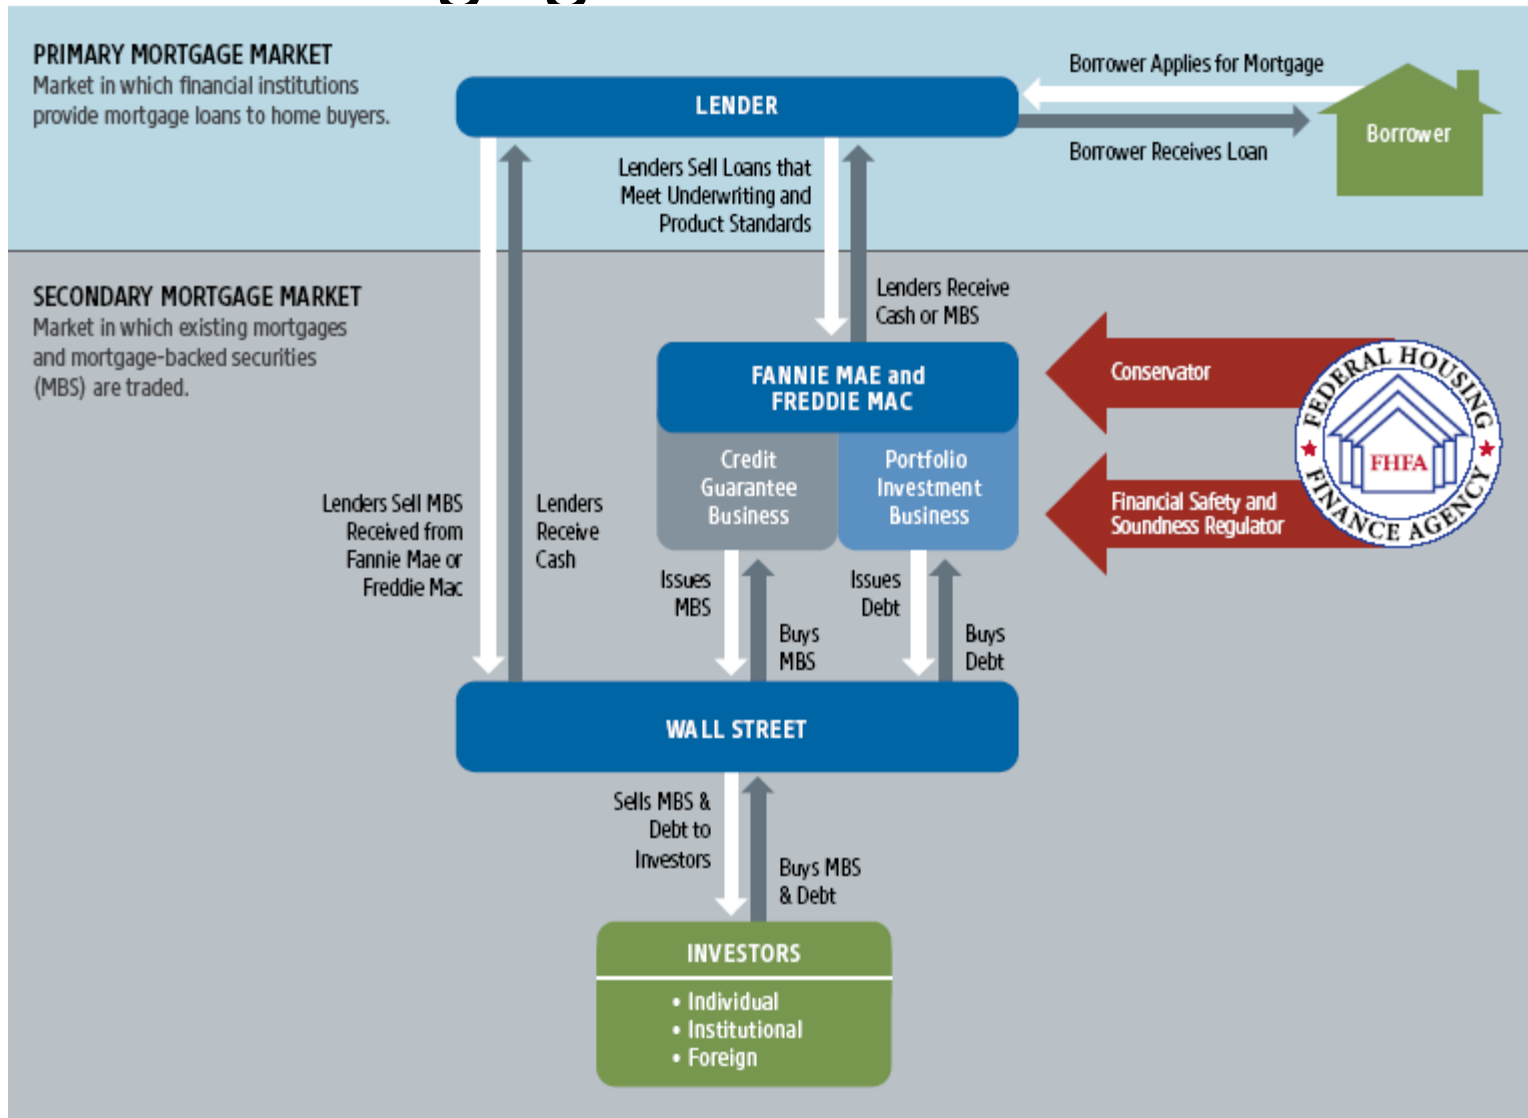 PRIMARY MORTGAGE MARKET
Market in which financial institutions
provide mortgage loans to home buyers.
LENDER
Borrower Applies for Mortgage
Borrower
Borrower Receives Loan
Lenders Sell Loans that
Meet Underwriting and
Product Standards
SECONDARY MORTGAGE MARKET
Market in which existing mortgages
and mortgage-backed securities
(MBS) are traded.
Lenders Receive
Cash or MBS
FANNIE MAE and
FREDDIE MAC
Credit
Guarantee
Business
Portfolio
Investment
Business
Conservator
Financial Safety and
Soundness Regulator
FEDERAL HOUSING
FINANCE AGENCY
FHFA
Lenders Sell MBS
Received from
Fannie Mae or
Freddie Mac
Lenders
Receive
Cash
Issues
MBS
Buys
MBS
Issues
Debt
Buys
Debt
WALL STREET
Sells MBS &
Debt to
Investors
Buys MBS
& Debt
INVESTORS
• Individual
• Institutional
• Foreign